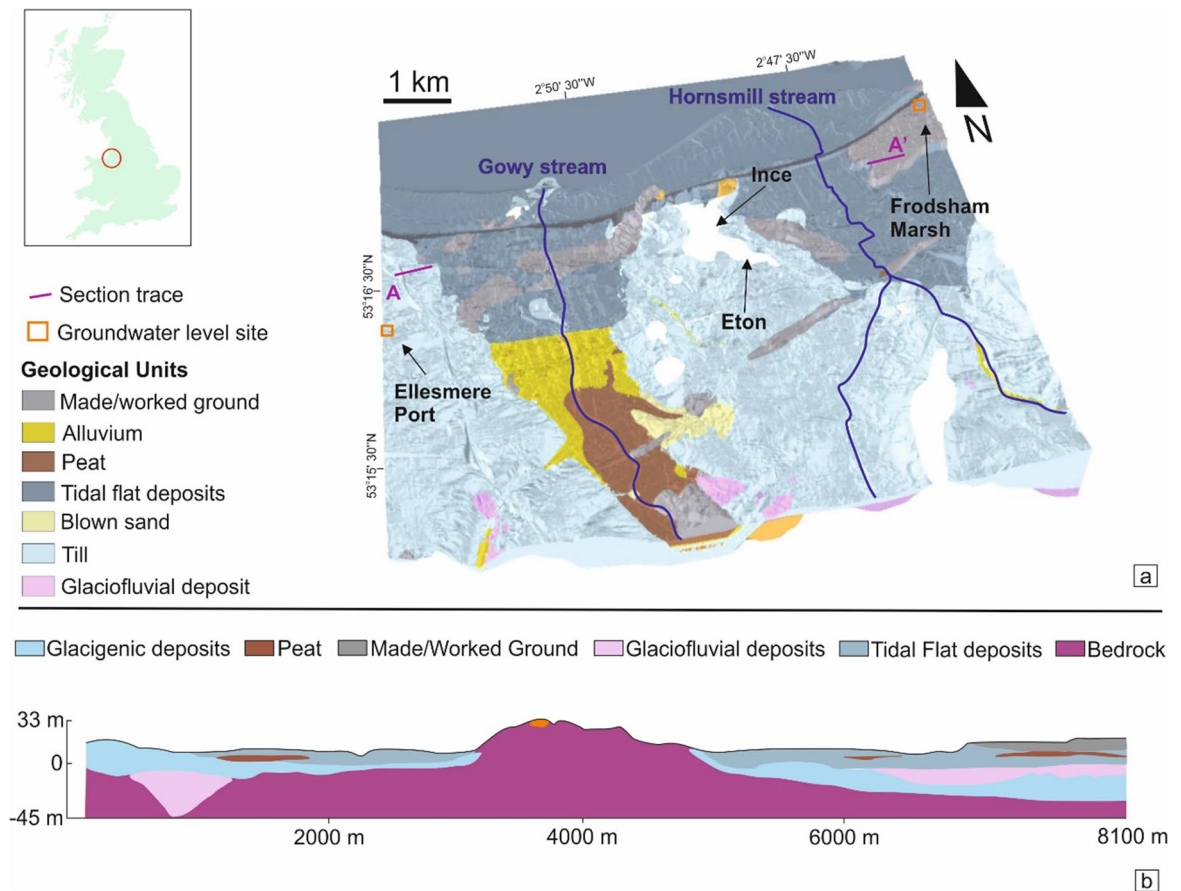 1 km
2°50' 30"W
2°47' 30"W
Hornsmill stream
N
Gowy stream
A'
Ince
Frodsham
Marsh
53°16' 30"N
A
Section trace
Groundwater level site
Eton
Geological Units
Ellesmere
Port
Made/worked ground
Alluvium
Peat
53°15' 30"N
Tidal flat deposits
Blown sand
Till
Glaciofluvial deposit
a
Glacigenic deposits Peat Made/Worked Ground Glaciofluvial deposits Tidal Flat deposits Bedrock
33 m
0
-45 m
2000 m 4000 m 6000 m 8100 m
b